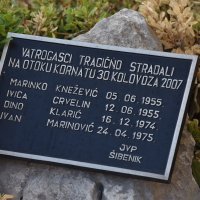 VATROGASCI TRAGIČNO STRADALI
NA OTOKU KORNATU 30 KOLOVOZA 2007
MARINKO KNEŽEVIĆ 05 06 1955
IVICA CRVELIN 12 06 1955
DINO KLARIĆ 16 12 1974
IVAN MARINOVIĆ 24 04 1975
JVP
ŠIBENIK